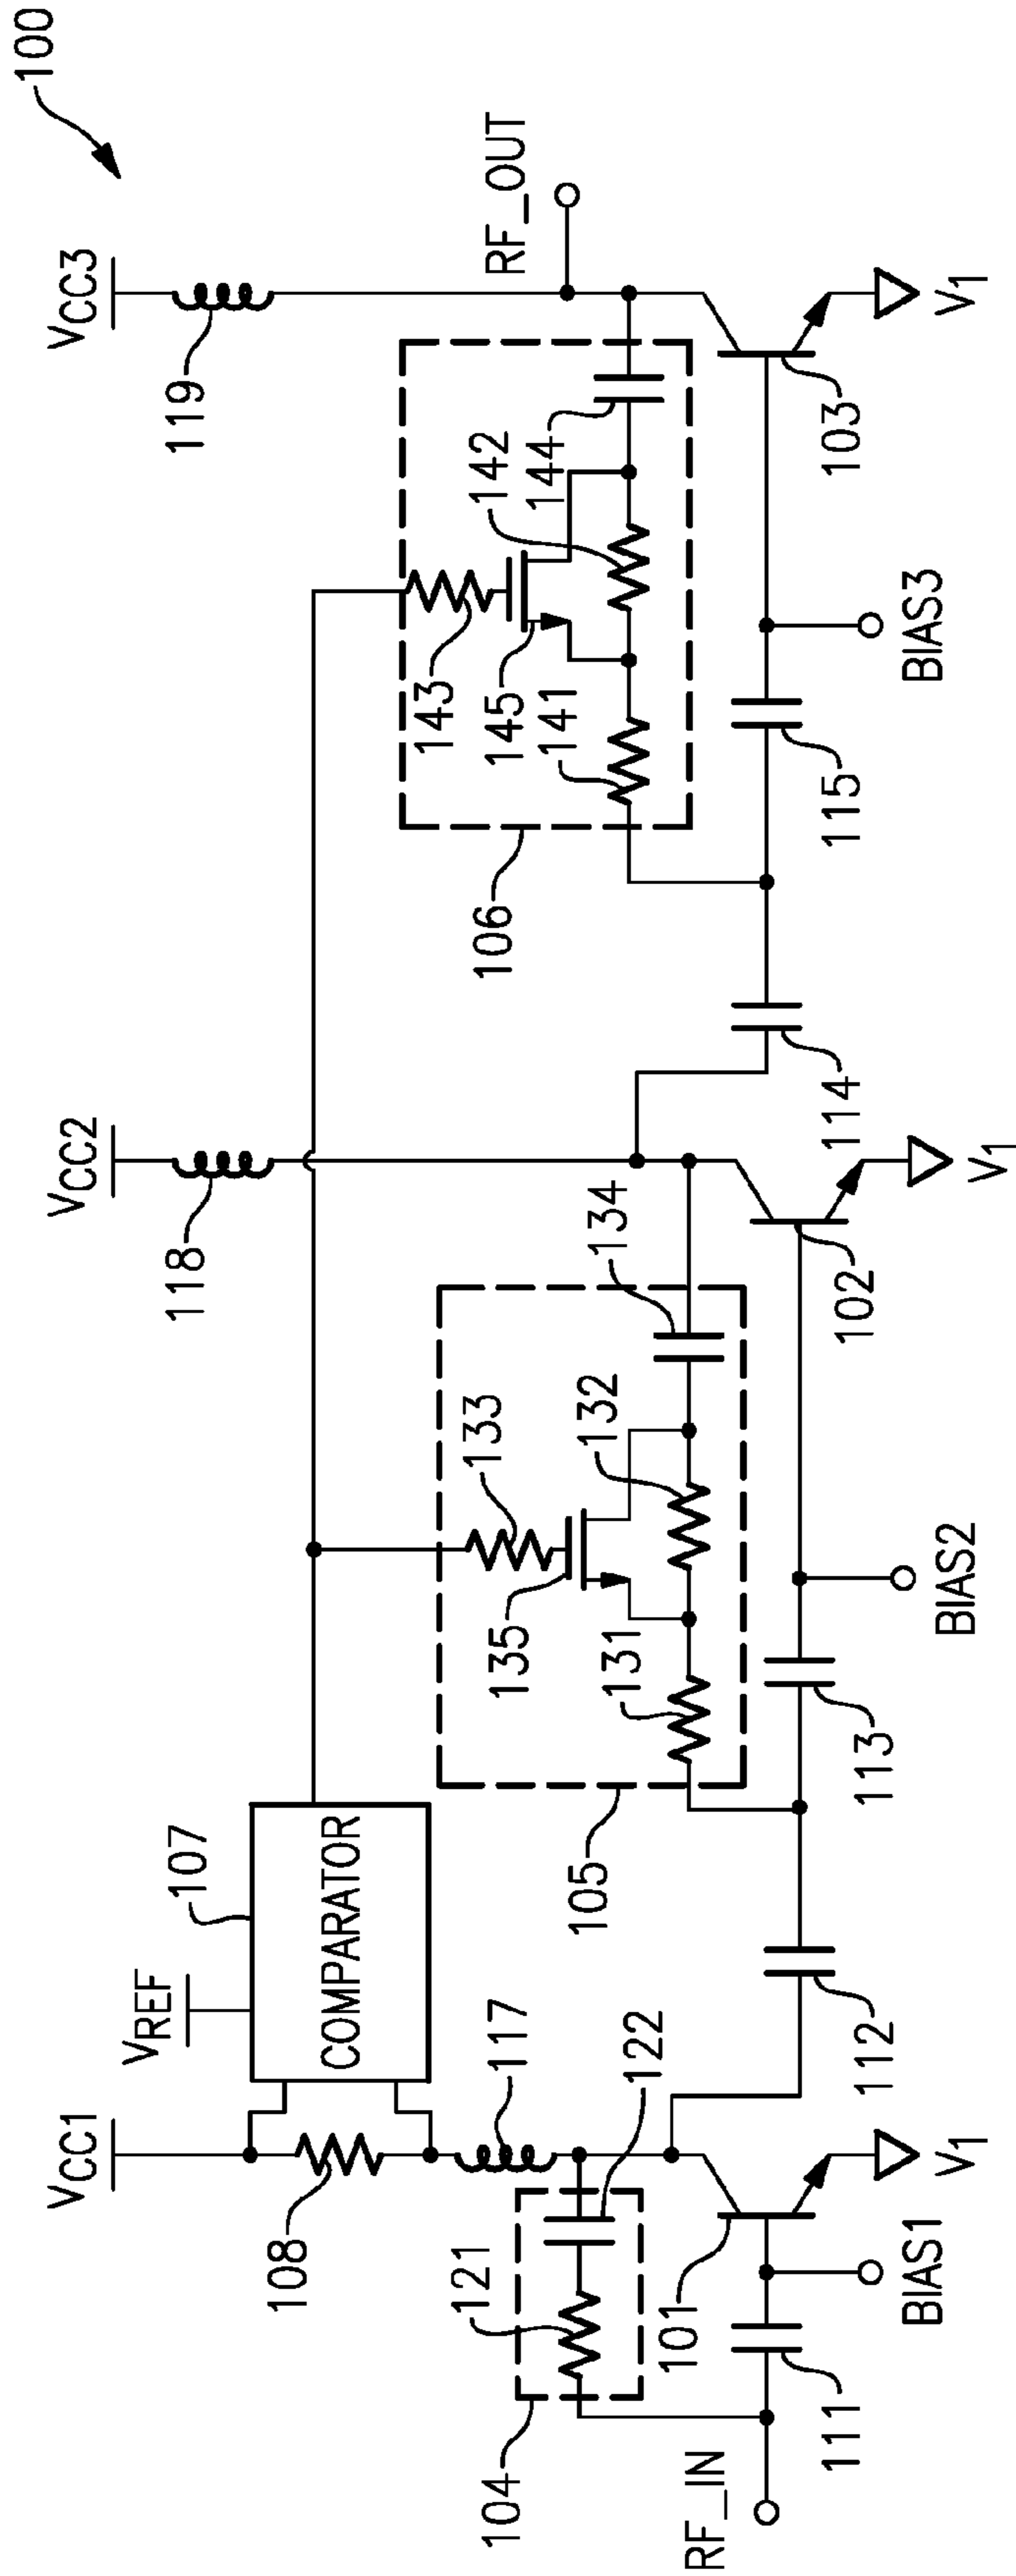 100
VCC1
VCC2
VCC3
VREF
107
COMPARATOR
108
117
118
119
RF_OUT
104
121
122
105
133
135
131
132
134
106
143
145
141
142
144
RF_IN
111
101
BIAS1
V1
112
113
BIAS2
102
V1
114
115
BIAS3
103
V1